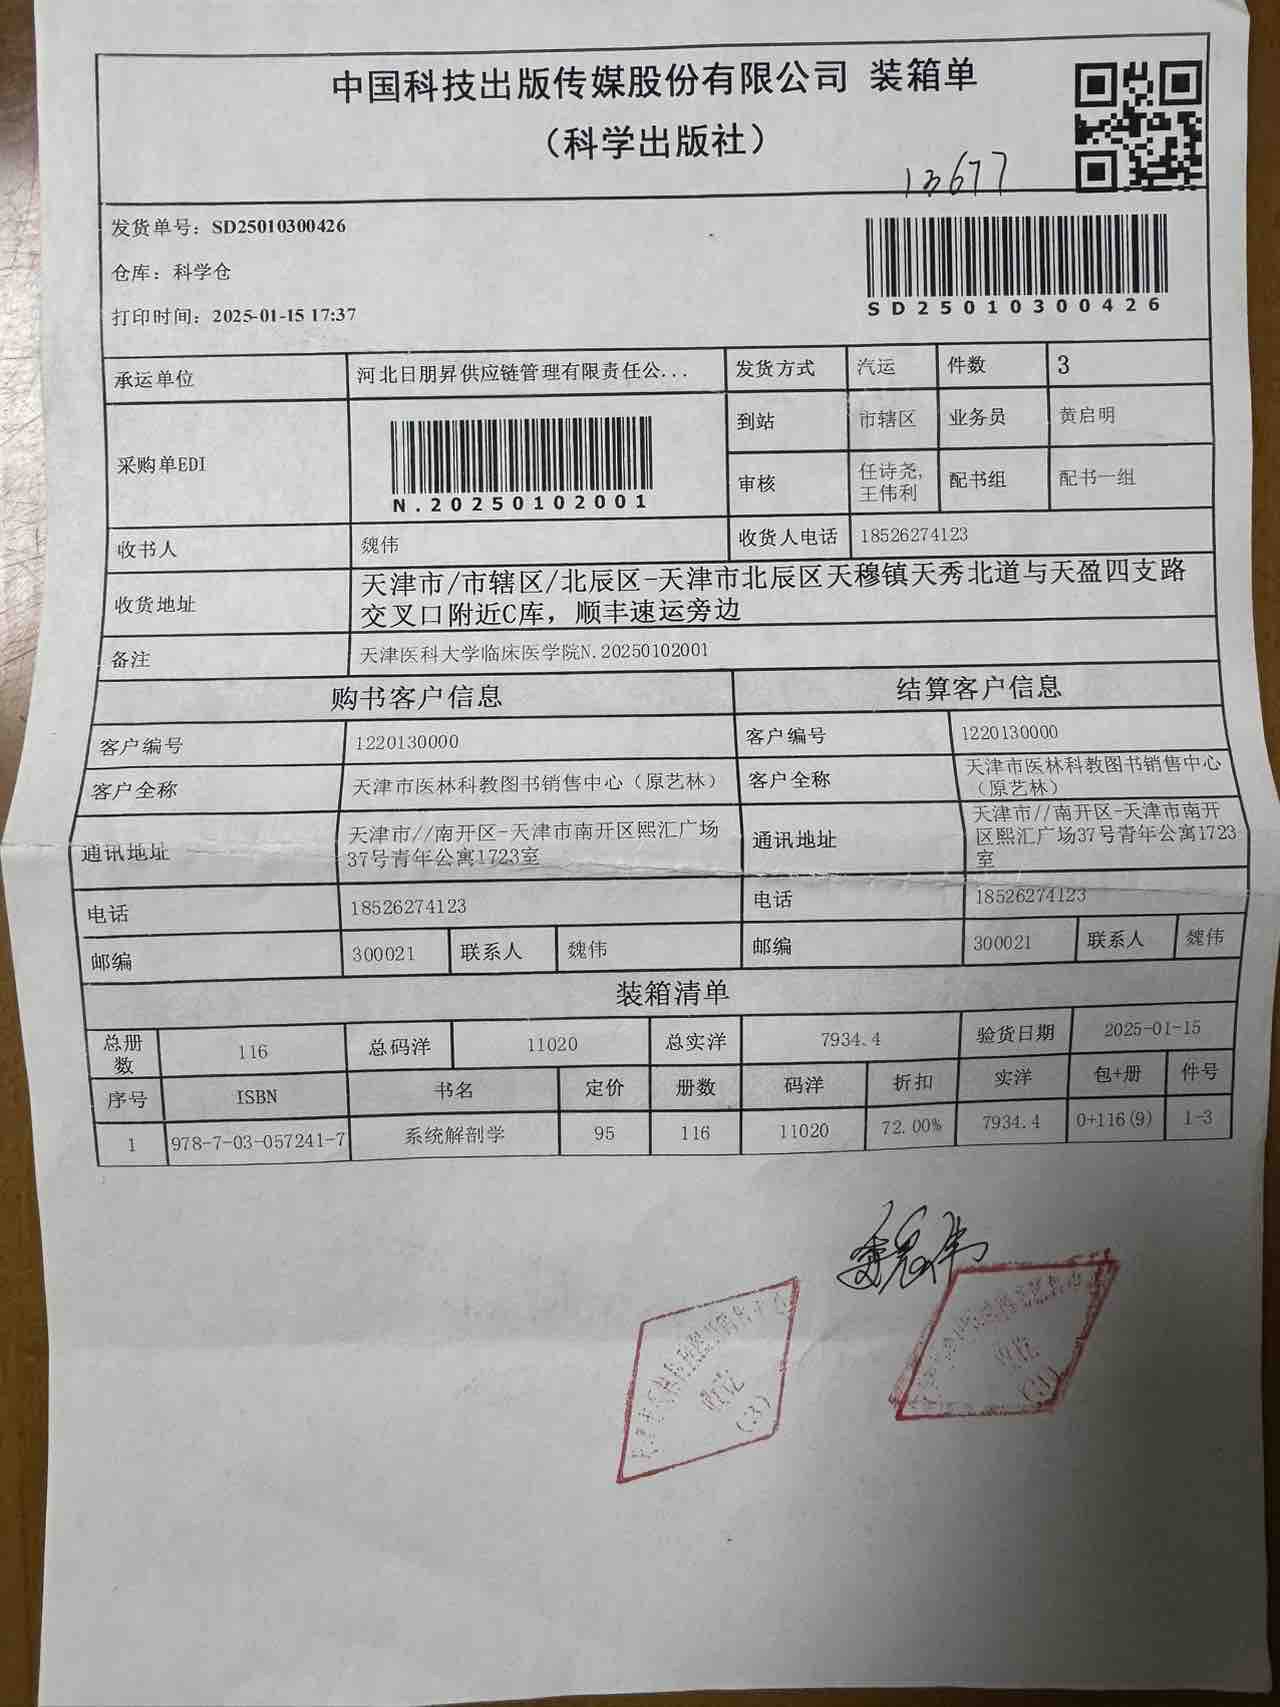 中国科技出版传媒股份有限公司 装箱单
（科学出版社）
13677
发货单号：SD25010300426
仓库：科学仓
打印时间：2025-01-15 17:37
SD25010300426
承运单位 河北日朋昇供应链管理有限责任公... 发货方式 汽运 件数 3
采购单EDI N.20250102001 到站 市辖区 业务员 黄启明
审核 任诗尧, 王伟利 配书组 配书一组
收书人 魏伟 收货人电话 18526274123
收货地址 天津市/市辖区/北辰区-天津市北辰区天穆镇天秀北道与天盈四支路
交叉口附近C库，顺丰速运旁边
备注 天津医科大学临床医学院N.20250102001
购书客户信息 结算客户信息
客户编号 1220130000 客户编号 1220130000
客户全称 天津市医林科教图书销售中心（原艺林） 客户全称 天津市医林科教图书销售中心
（原艺林）
通讯地址 天津市//南开区-天津市南开区熙汇广场
37号青年公寓1723室 通讯地址 天津市//南开区-天津市南开
区熙汇广场37号青年公寓1723
室
电话 18526274123 电话 18526274123
邮编 300021 联系人 魏伟 邮编 300021 联系人 魏伟
装箱清单
总册数 116 总码洋 11020 总实洋 7934.4 验货日期 2025-01-15
序号 ISBN 书名 定价 册数 码洋 折扣 实洋 包+册 件号
1 978-7-03-057241-7 系统解剖学 95 116 11020 72.00% 7934.4 0+116(9) 1-3
魏伟
(3)